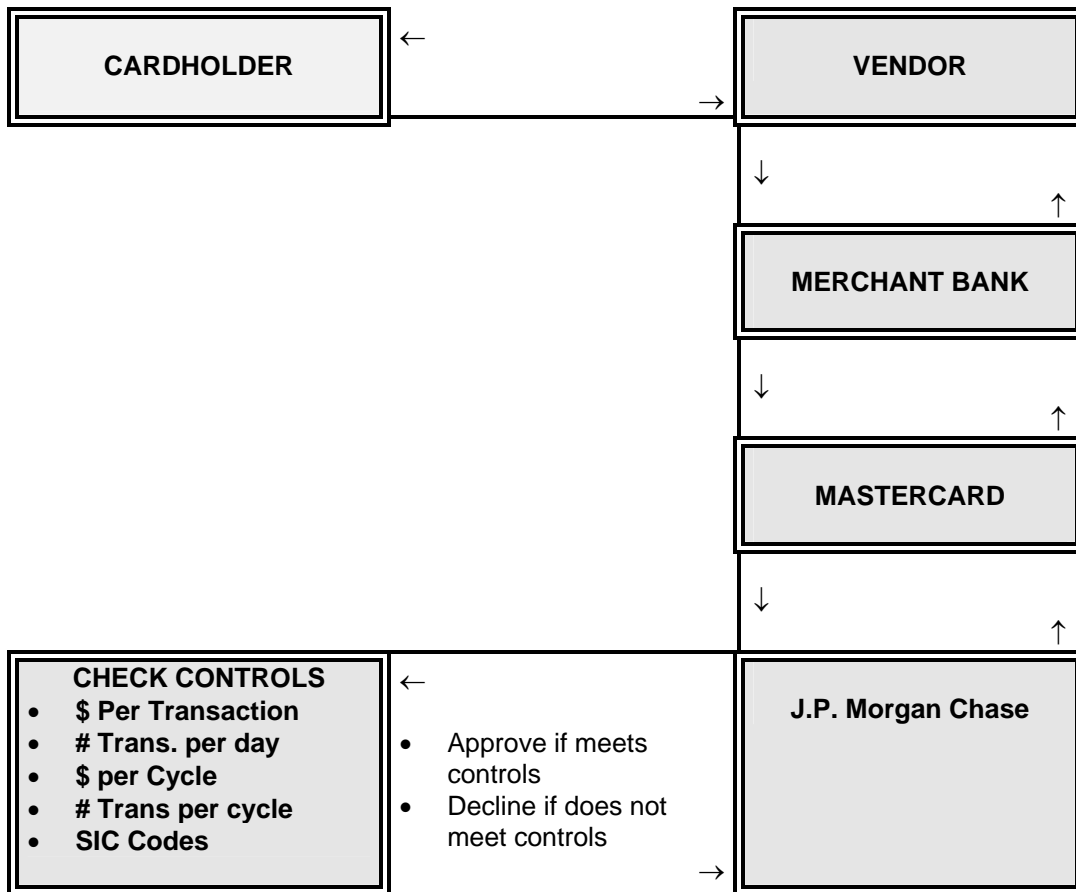 CARDHOLDER
←
→
VENDOR
↓
↑
MERCHANT BANK
↓
↑
MASTERCARD
↓
↑
CHECK CONTROLS
• $ Per Transaction
• # Trans. per day
• $ per Cycle
• # Trans per cycle
• SIC Codes
←
• Approve if meets
controls
• Decline if does not
meet controls
→
J.P. Morgan Chase